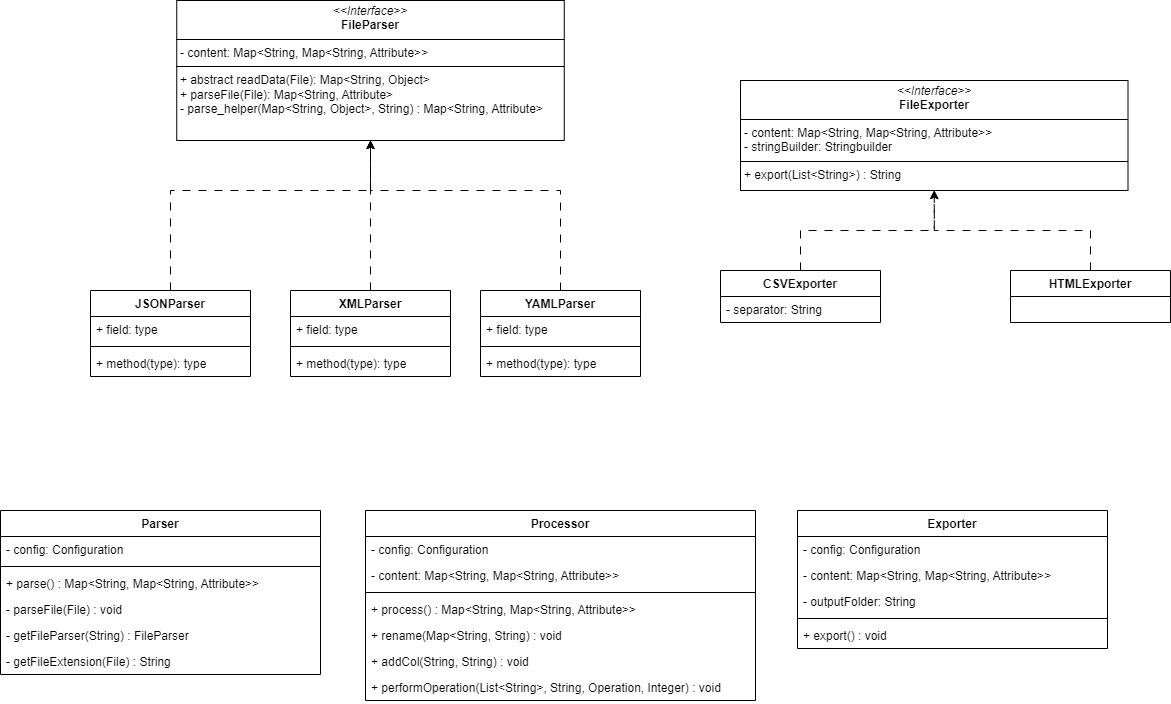 <<Interface>>
FileParser
- content: Map<String, Map<String, Attribute>>
+ abstract readData(File): Map<String, Object>
+ parseFile(File): Map<String, Attribute>
- parse_helper(Map<String, Object>, String) : Map<String, Attribute>
<<Interface>>
FileExporter
- content: Map<String, Map<String, Attribute>>
- stringBuilder: Stringbuilder
+ export(List<String>) : String
JSONParser
+ field: type
+ method(type): type
XMLParser
+ field: type
+ method(type): type
YAMLParser
+ field: type
+ method(type): type
CSVExporter
- separator: String
HTMLExporter
Parser
- config: Configuration
+ parse() : Map<String, Map<String, Attribute>>
- parseFile(File) : void
- getFileParser(String) : FileParser
- getFileExtension(File) : String
Processor
- config: Configuration
- content: Map<String, Map<String, Attribute>>
+ process() : Map<String, Map<String, Attribute>>
+ rename(Map<String, String) : void
+ addCol(String, String) : void
+ performOperation(List<String>, String, Operation, Integer) : void
Exporter
- config: Configuration
- content: Map<String, Map<String, Attribute>>
- outputFolder: String
+ export() : void